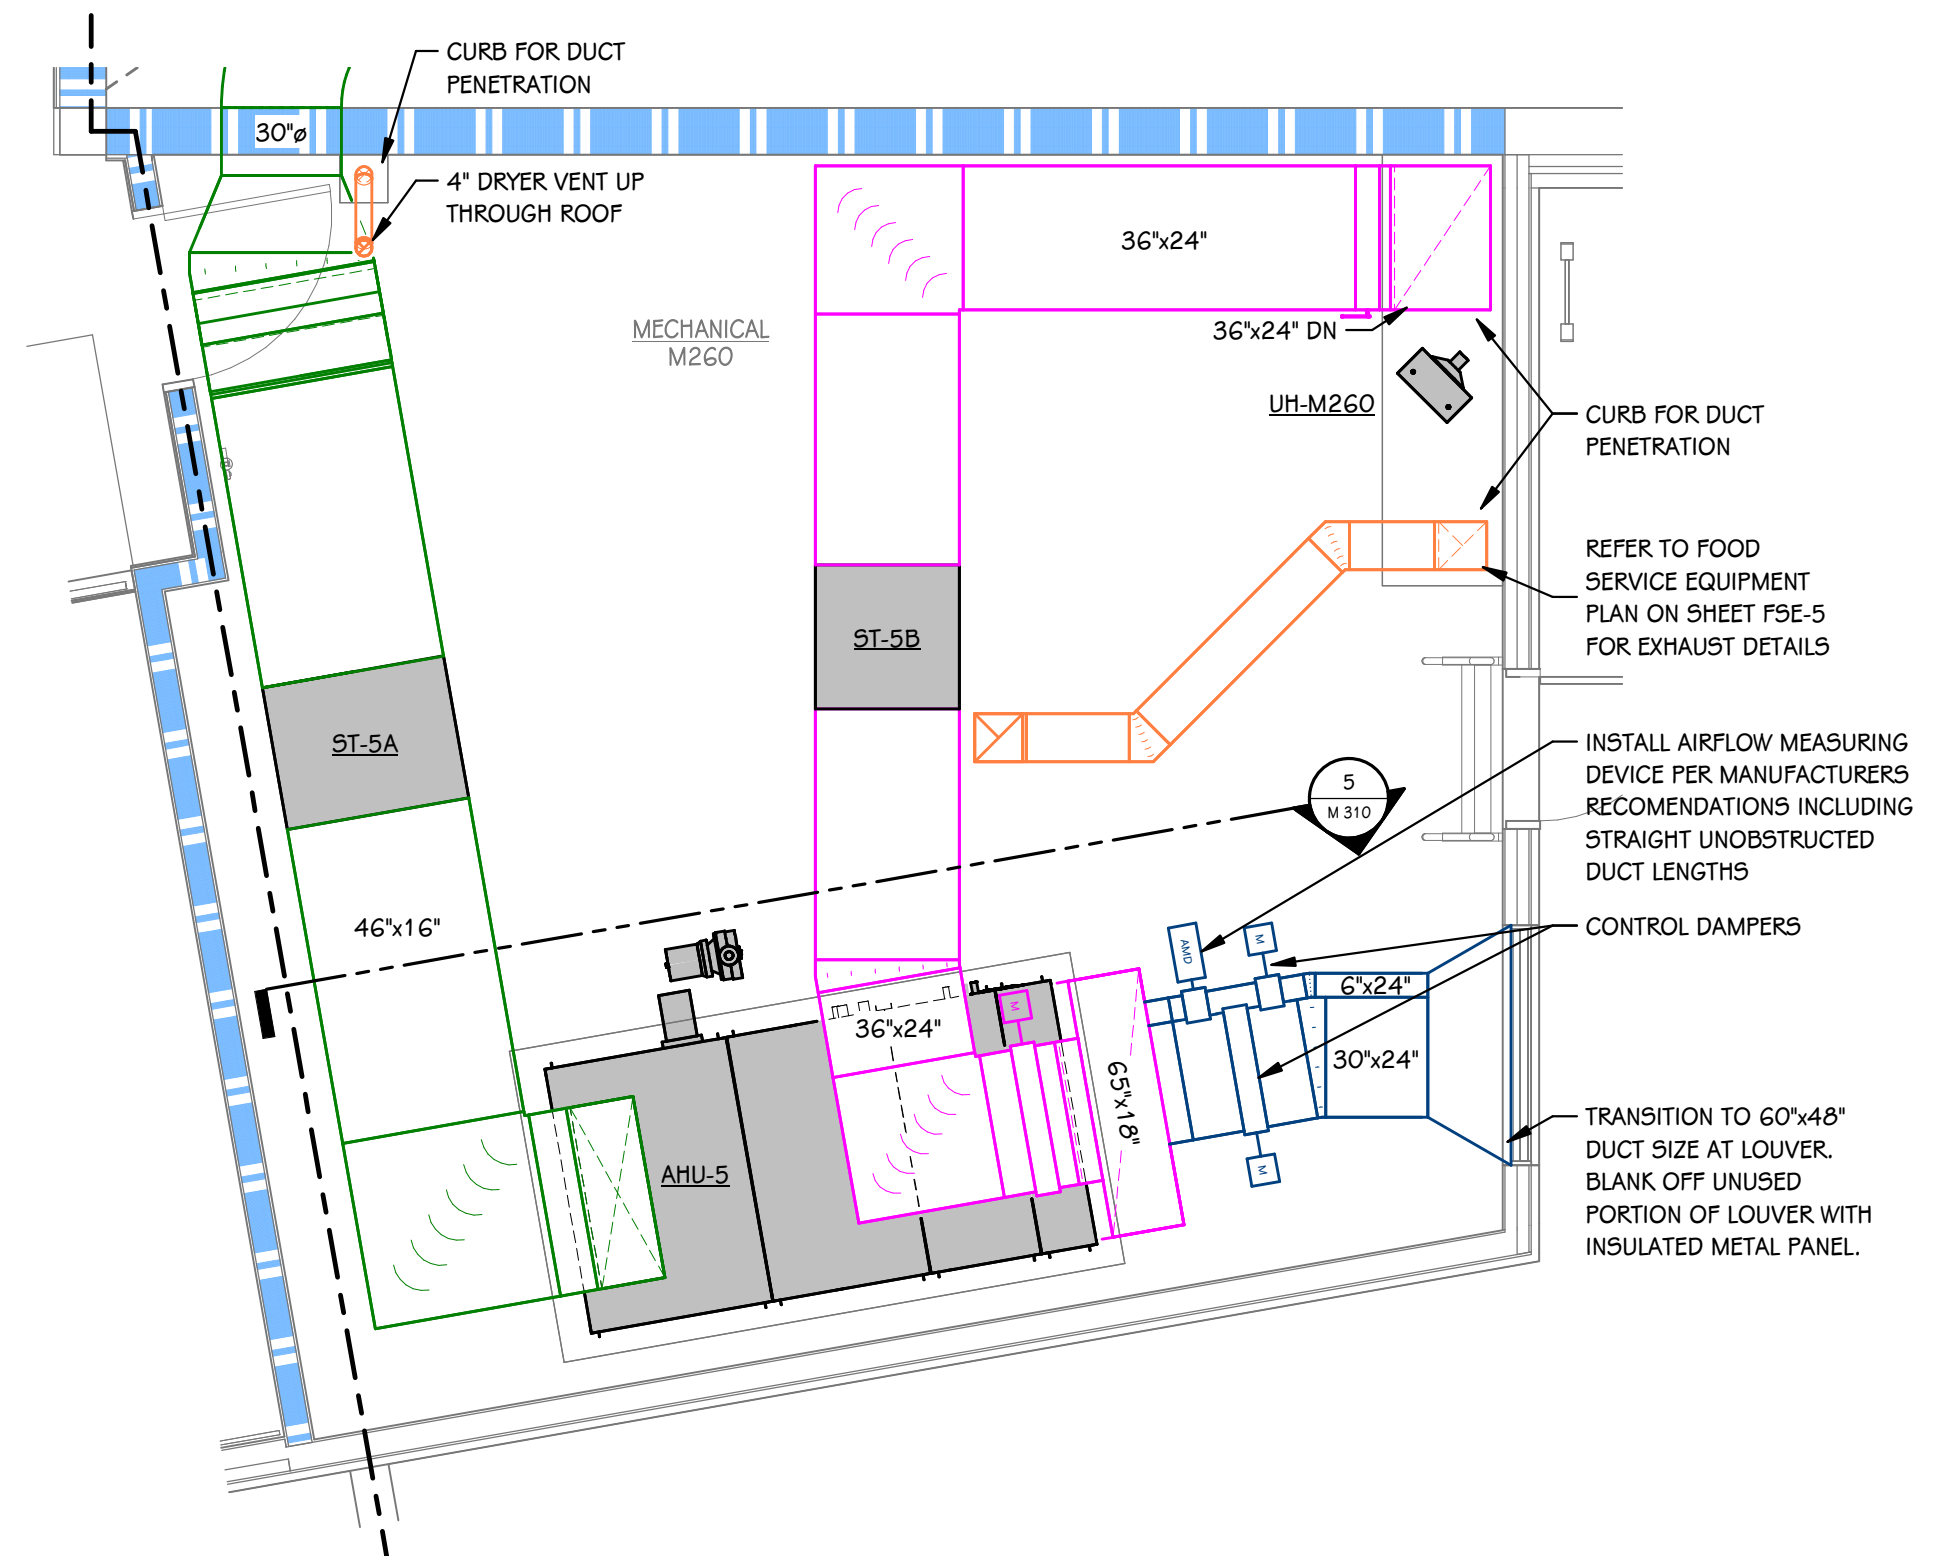 CURB FOR DUCT
PENETRATION
30"ø
4" DRYER VENT UP
THROUGH ROOF
36"x24"
MECHANICAL
M260
36"x24" DN
UH-M260
CURB FOR DUCT
PENETRATION
REFER TO FOOD
SERVICE EQUIPMENT
PLAN ON SHEET FSE-5
FOR EXHAUST DETAILS
ST-5B
ST-5A
INSTALL AIRFLOW MEASURING
DEVICE PER MANUFACTURERS
RECOMENDATIONS INCLUDING
STRAIGHT UNOBSTRUCTED
DUCT LENGTHS
5
M 310
46"x16"
CONTROL DAMPERS
AMD
M
6"x24"
M
36"x24"
30"x24"
65"x18"
TRANSITION TO 60"x48"
DUCT SIZE AT LOUVER.
BLANK OFF UNUSED
PORTION OF LOUVER WITH
INSULATED METAL PANEL.
M
AHU-5